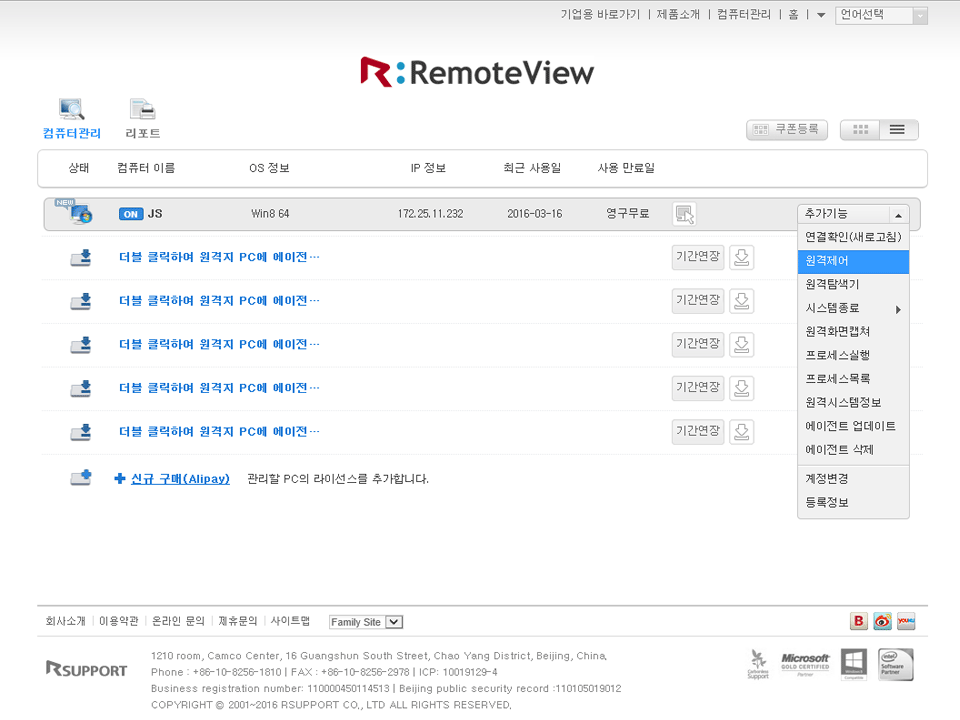 기업용 바로가기 | 제품소개 | 컴퓨터관리 | 홈 | 언어선택
RemoteView
컴퓨터관리 리포트
쿠폰등록
상태 컴퓨터 이름 OS 정보 IP 정보 최근 사용일 사용 만료일
NEW ON JS Win8 64 172.25.11.232 2016-03-16 영구무료 추가기능
연결확인(새로고침)
더블 클릭하여 원격지 PC에 에이전··· 기간연장
원격제어
원격탐색기
더블 클릭하여 원격지 PC에 에이전··· 기간연장
시스템종료
원격화면캡쳐
더블 클릭하여 원격지 PC에 에이전··· 기간연장
프로세스실행
프로세스목록
더블 클릭하여 원격지 PC에 에이전··· 기간연장
원격시스템정보
에이전트 업데이트
더블 클릭하여 원격지 PC에 에이전··· 기간연장
에이전트 삭제
신규 구매(Alipay) 관리할 PC의 라이선스를 추가합니다.
계정변경
등록정보
회사소개 | 이용약관 | 온라인 문의 | 제휴문의 | 사이트맵 Family Site
RSUPPORT
1210 room, Camco Center, 16 Guangshun South Street, Chao Yang District, Beijing, China.
Phone : +86-10-8256-1810 | FAX : +86-10-8256-2978 | ICP: 10019129-4
Business registration number: 110000450114513 | Beijing public security record :110105019012
COPYRIGHT © 2001~2016 RSUPPORT CO., LTD ALL RIGHTS RESERVED.
Microsoft
GOLD CERTIFIED
Partner
intel
Software
Partner